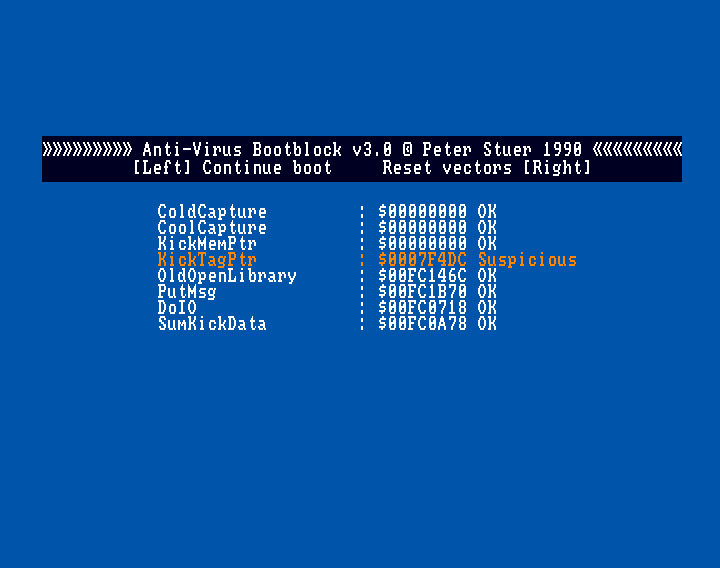 »»»»»»»»» Anti-Virus Bootblock v3.0 © Peter Stuer 1990 «««««««««
[Left] Continue boot     Reset vectors [Right]
ColdCapture         : $00000000 OK
CoolCapture         : $00000000 OK
KickMemPtr          : $00000000 OK
KickTagPtr          : $0007F4DC Suspicious
OldOpenLibrary      : $00FC146C OK
PutMsg              : $00FC1B70 OK
DoIO                : $00FC0718 OK
SumKickData         : $00FC0A78 OK